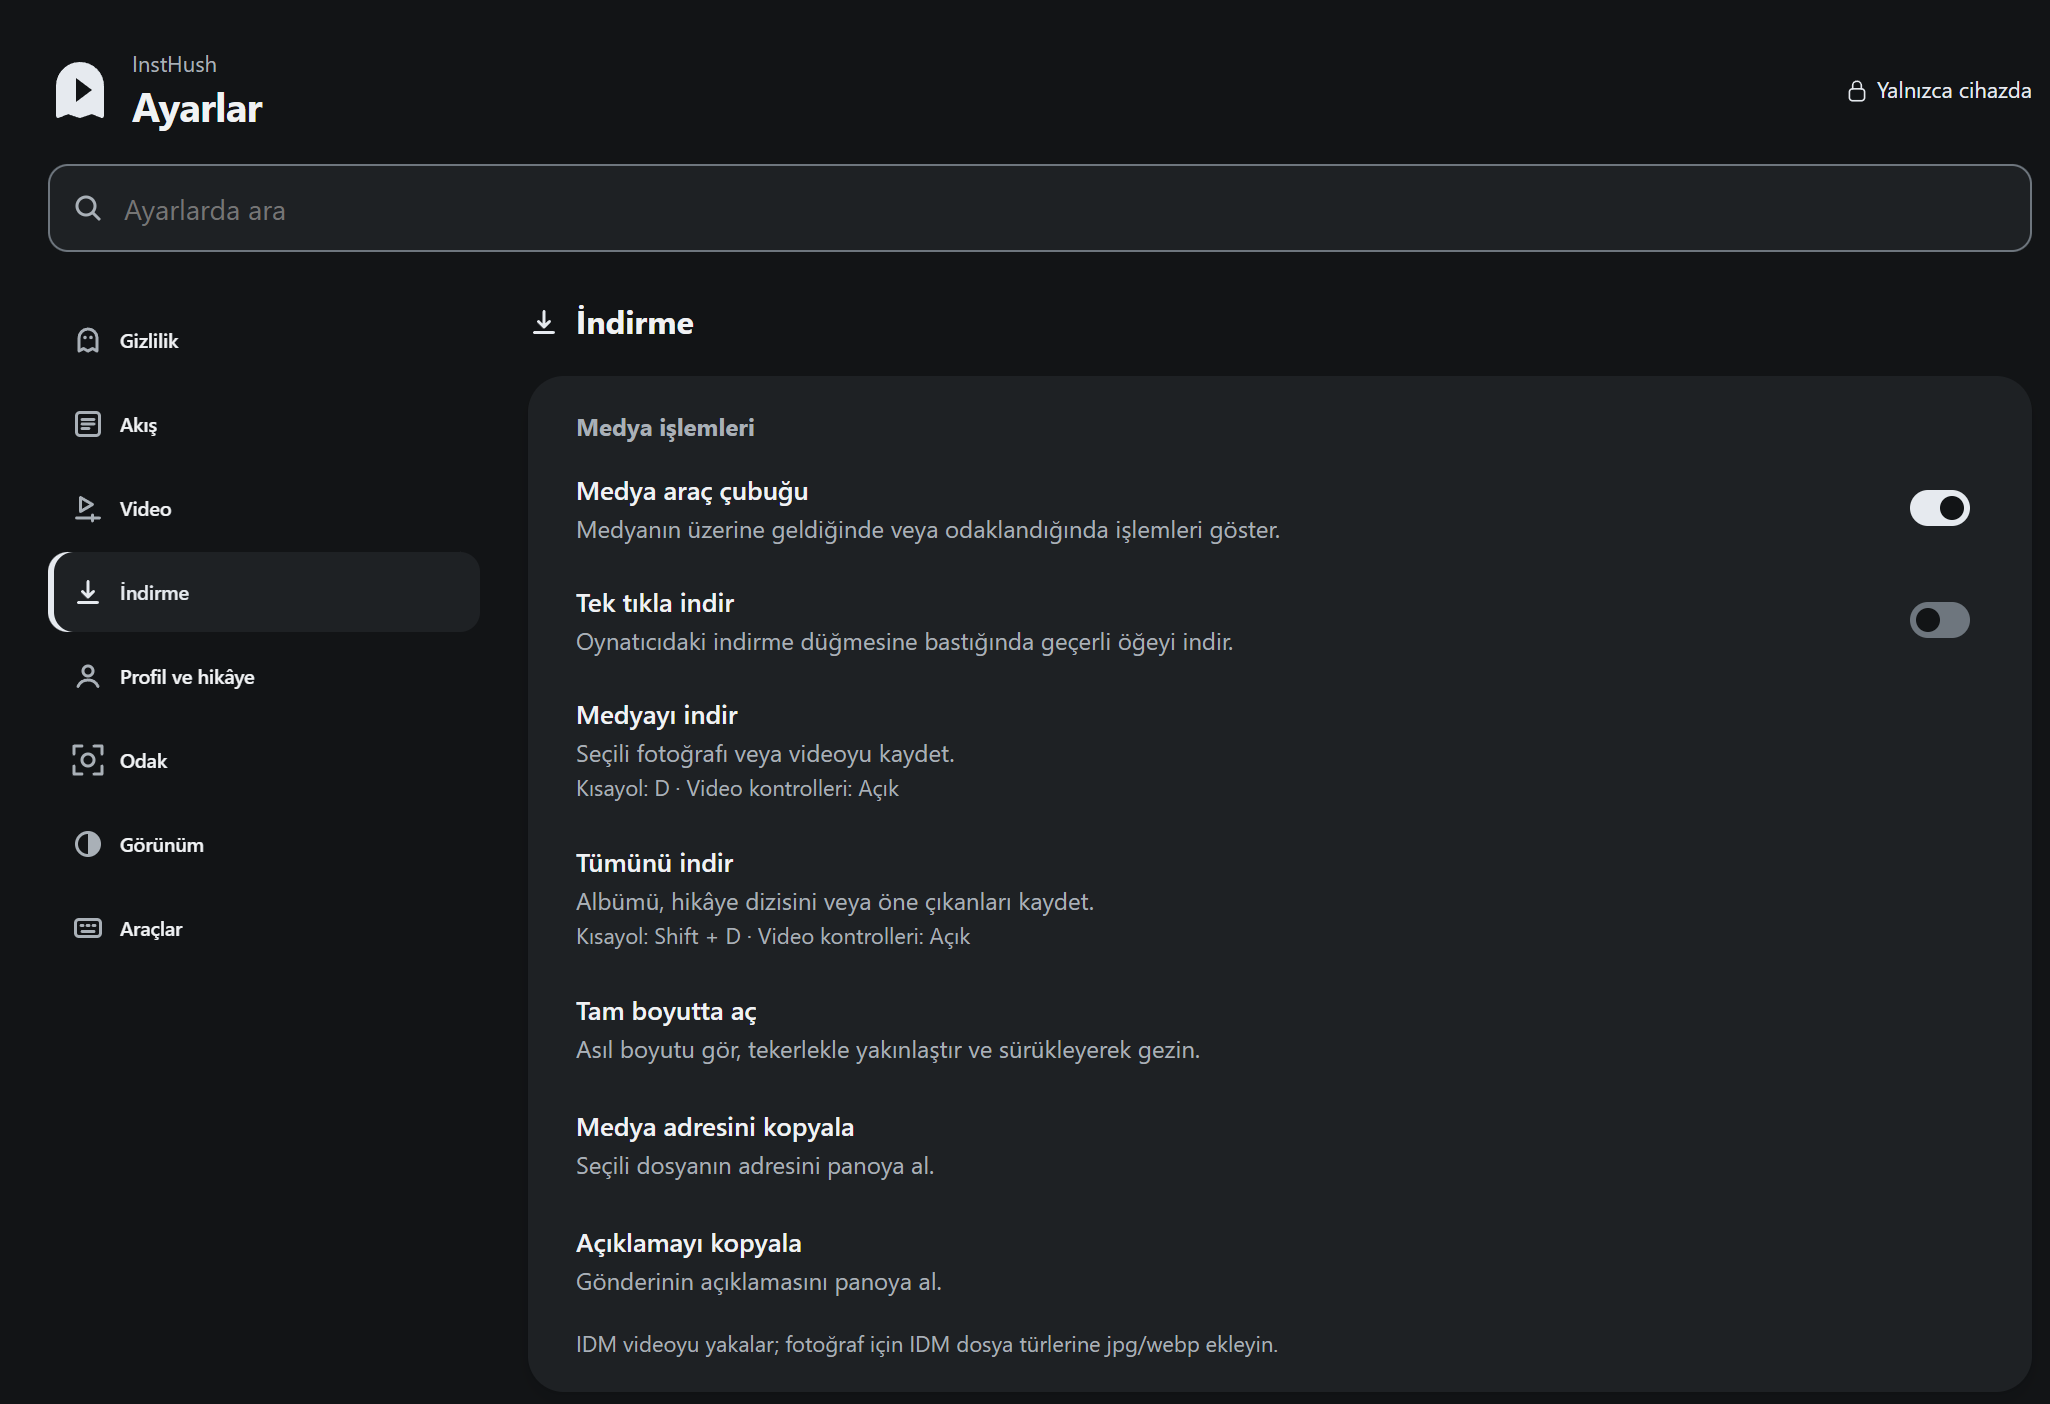 InstHush
Ayarlar
Yalnızca cihazda
Ayarlarda ara
Gizlilik
Akış
Video
İndirme
Profil ve hikâye
Odak
Görünüm
Araçlar
İndirme
Medya işlemleri
Medya araç çubuğu
Medyanın üzerine geldiğinde veya odaklandığında işlemleri göster.
Tek tıkla indir
Oynatıcıdaki indirme düğmesine bastığında geçerli öğeyi indir.
Medyayı indir
Seçili fotoğrafı veya videoyu kaydet.
Kısayol: D · Video kontrolleri: Açık
Tümünü indir
Albümü, hikâye dizisini veya öne çıkanları kaydet.
Kısayol: Shift + D · Video kontrolleri: Açık
Tam boyutta aç
Asıl boyutu gör, tekerlekle yakınlaştır ve sürükleyerek gezin.
Medya adresini kopyala
Seçili dosyanın adresini panoya al.
Açıklamayı kopyala
Gönderinin açıklamasını panoya al.
IDM videoyu yakalar; fotoğraf için IDM dosya türlerine jpg/webp ekleyin.